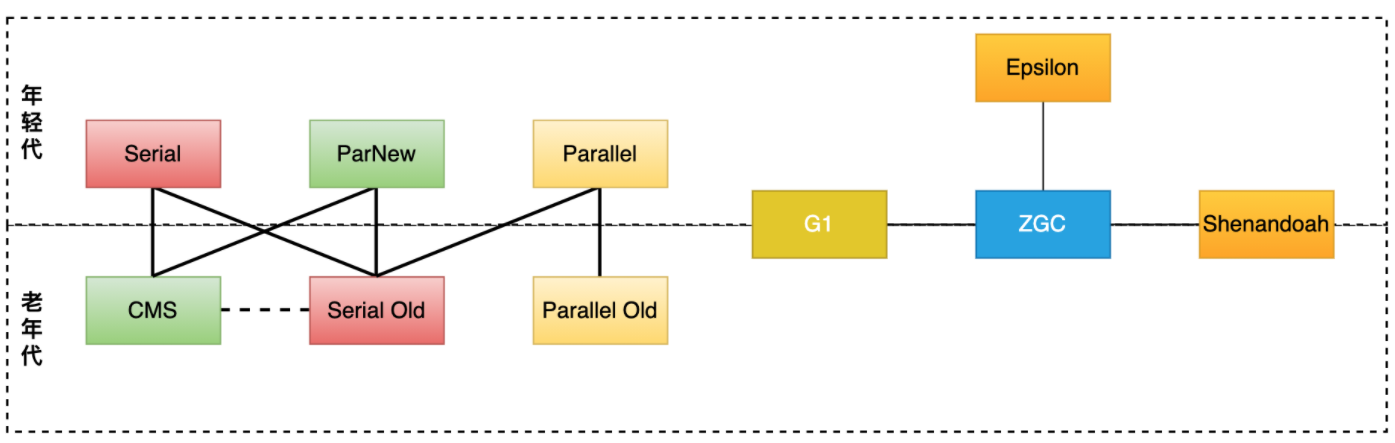 年轻代
Epsilon
Serial
ParNew
Parallel
G1
ZGC
Shenandoah
老年代
CMS
Serial Old
Parallel Old